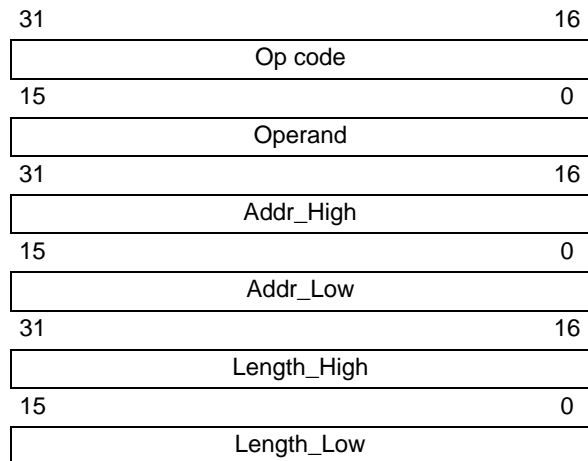 31 16
Op code
15 0
Operand
31 16
Addr_High
15 0
Addr_Low
31 16
Length_High
15 0
Length_Low